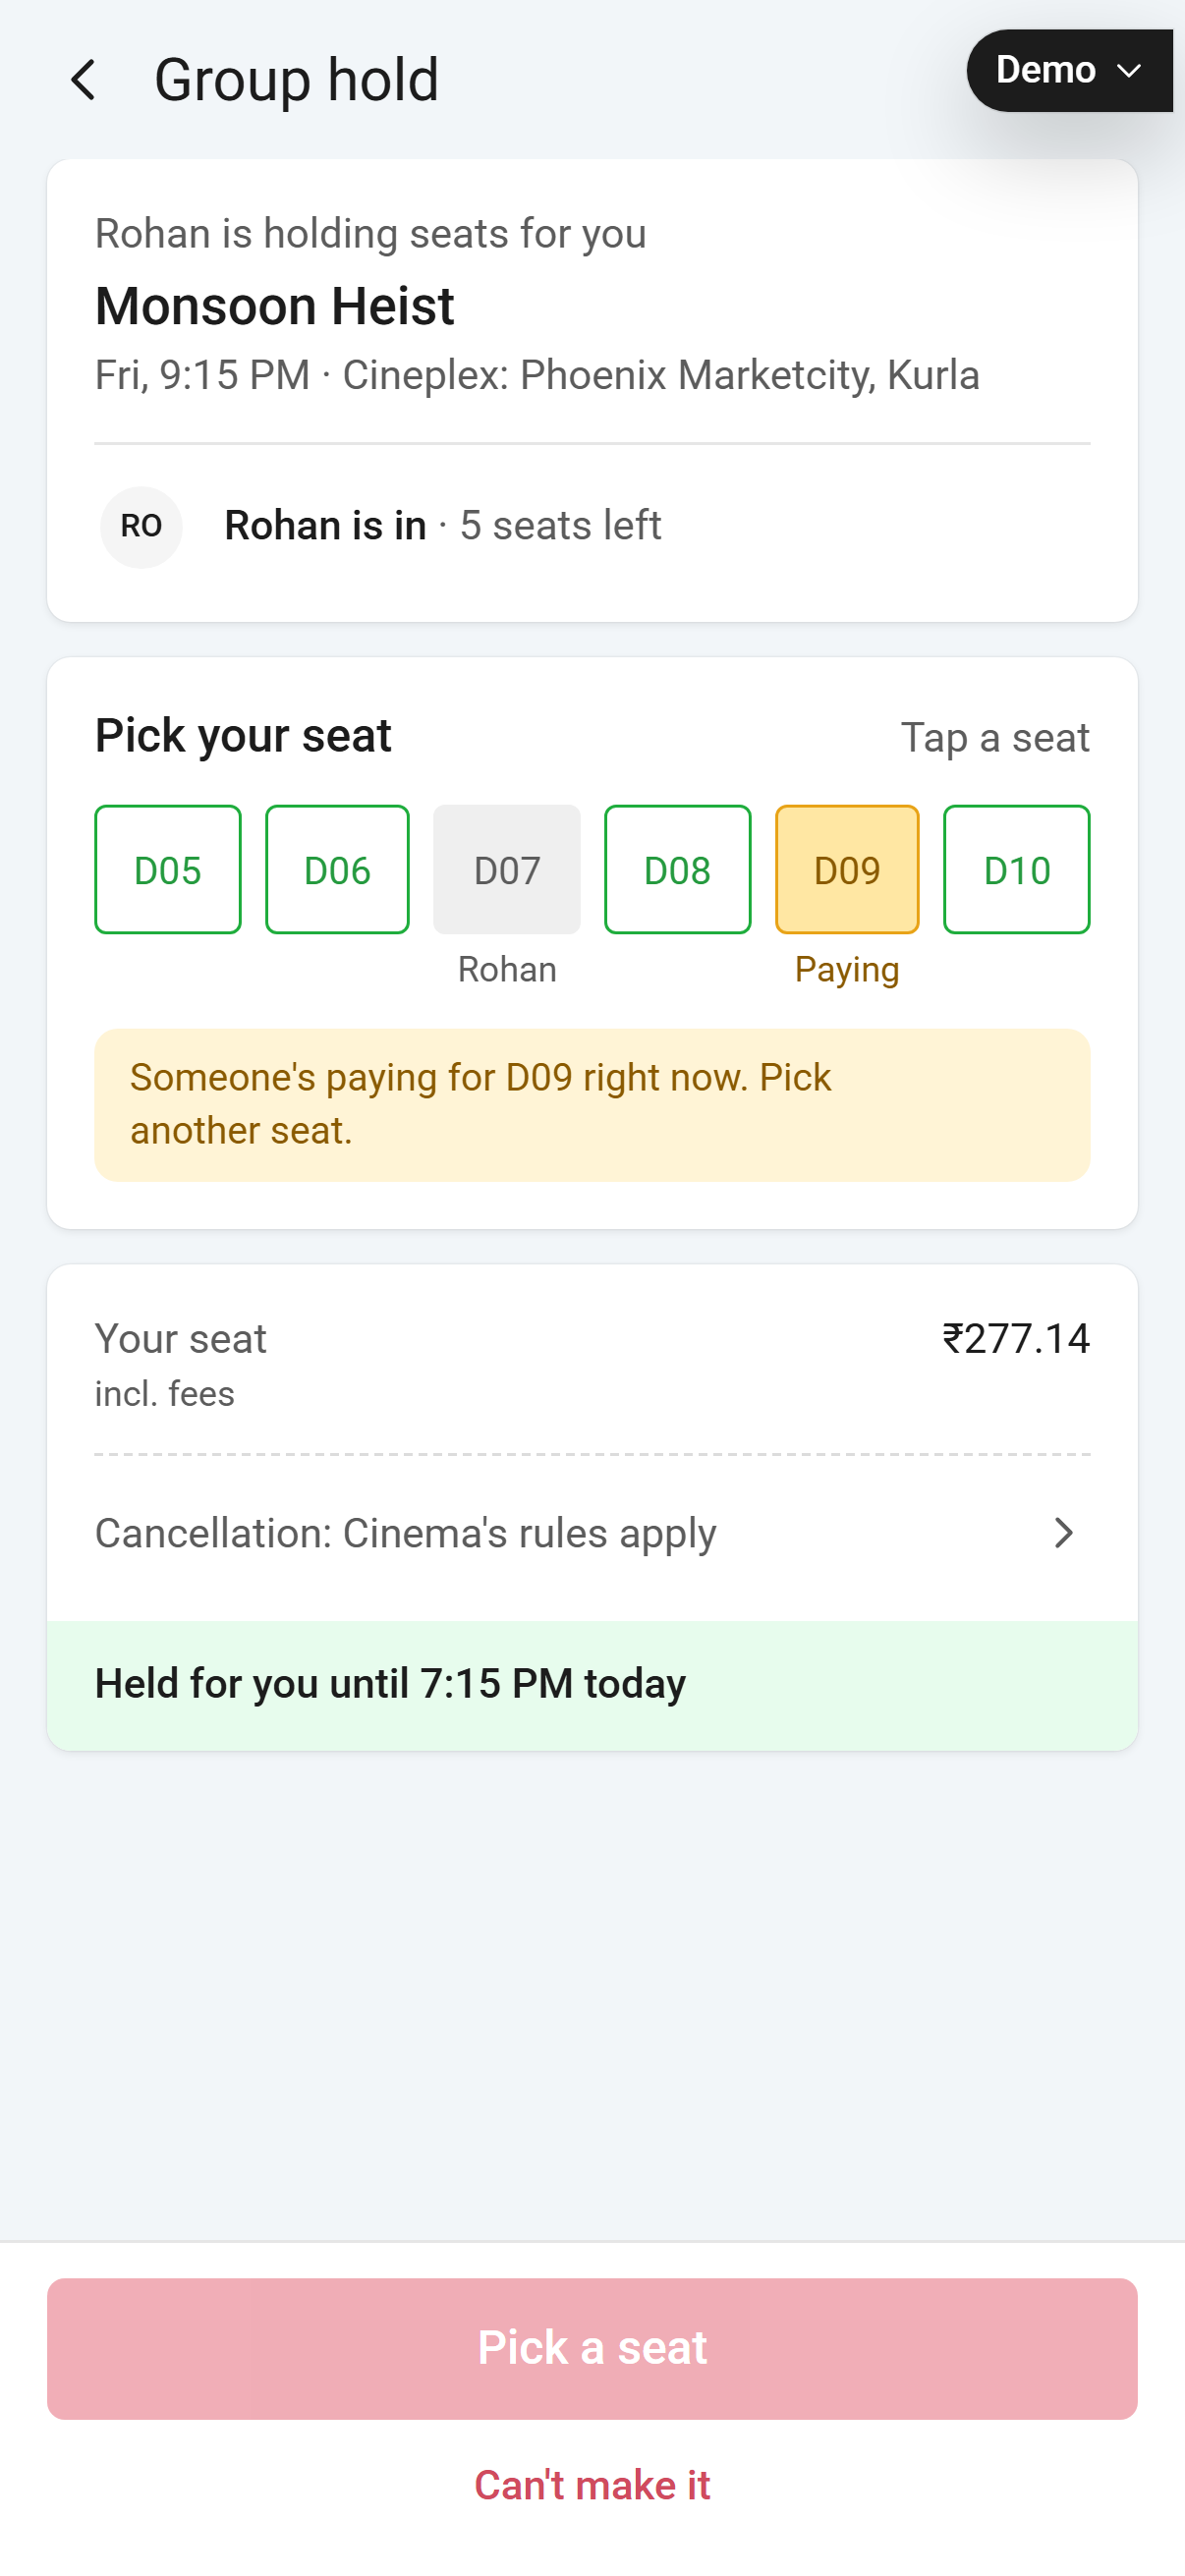 Group hold
Demo
Rohan is holding seats for you
Monsoon Heist
Fri, 9:15 PM · Cineplex: Phoenix Marketcity, Kurla
RO
Rohan is in · 5 seats left
Pick your seat
Tap a seat
D05 D06 D07 D08 D09 D10
Rohan Paying
Someone's paying for D09 right now. Pick
another seat.
Your seat ₹277.14
incl. fees
Cancellation: Cinema's rules apply
Held for you until 7:15 PM today
Pick a seat
Can't make it